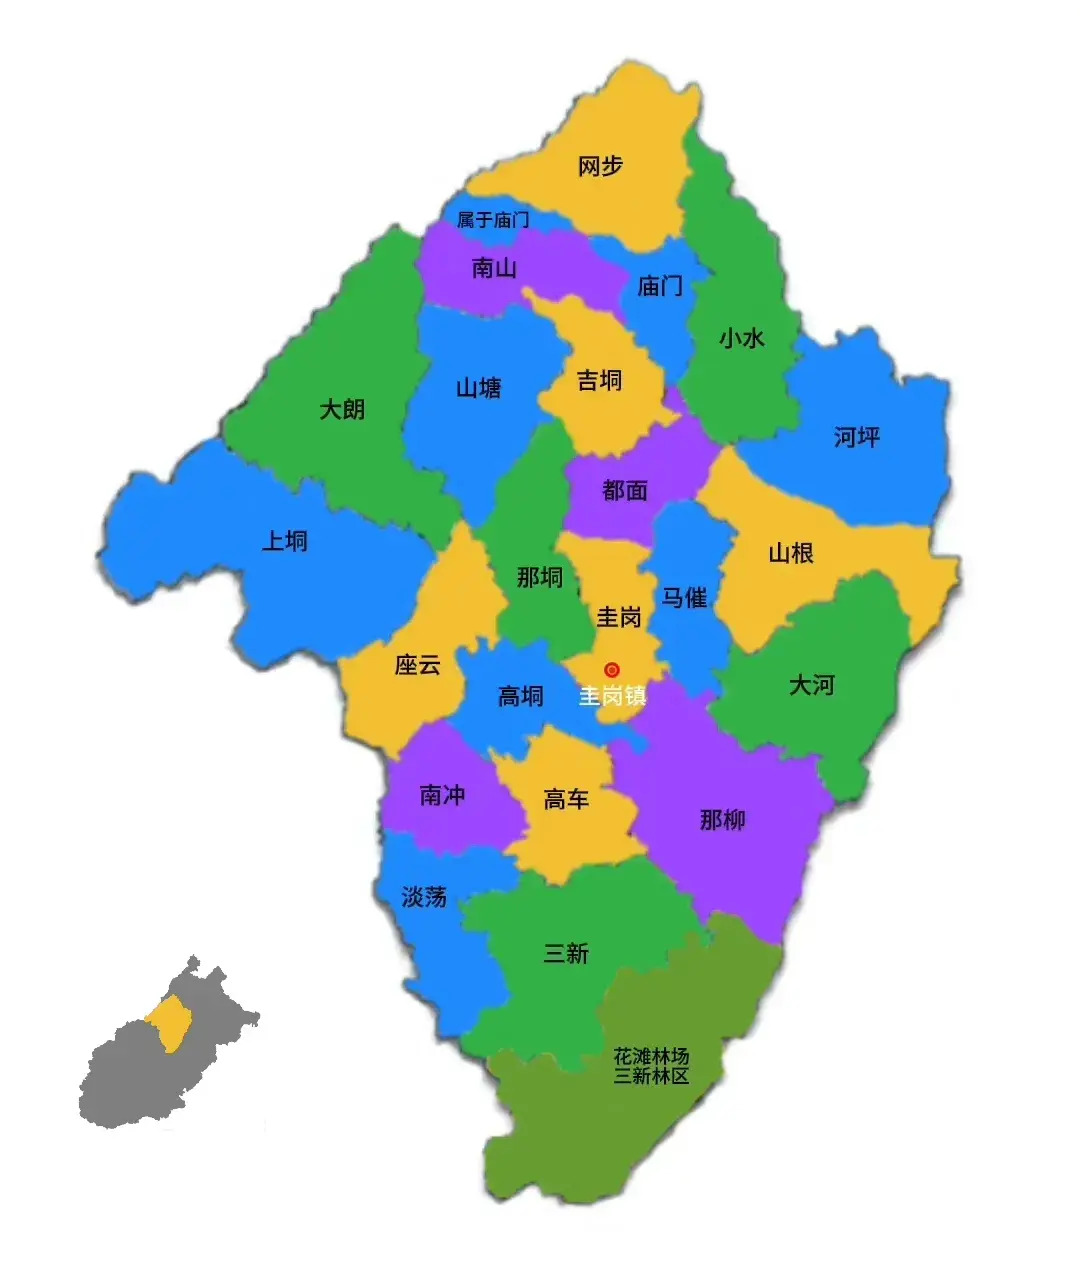 网步
属于庙门
南山
庙门
小水
吉垌
山塘
大朗
河坪
都面
上垌
山根
那垌
马催
圭岗
座云
大河
高垌
圭岗镇
南冲
高车
那柳
淡荡
三新
花滩林场
三新林区